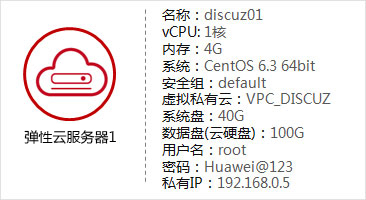 弹性云服务器1
名称：discuz01
vCPU: 1核
内存：4G
系统：CentOS 6.3 64bit
安全组：default
虚拟私有云：VPC_DISCUZ
系统盘：40G
数据盘(云硬盘)：100G
用户名：root
密码：Huawei@123
私有IP：192.168.0.5